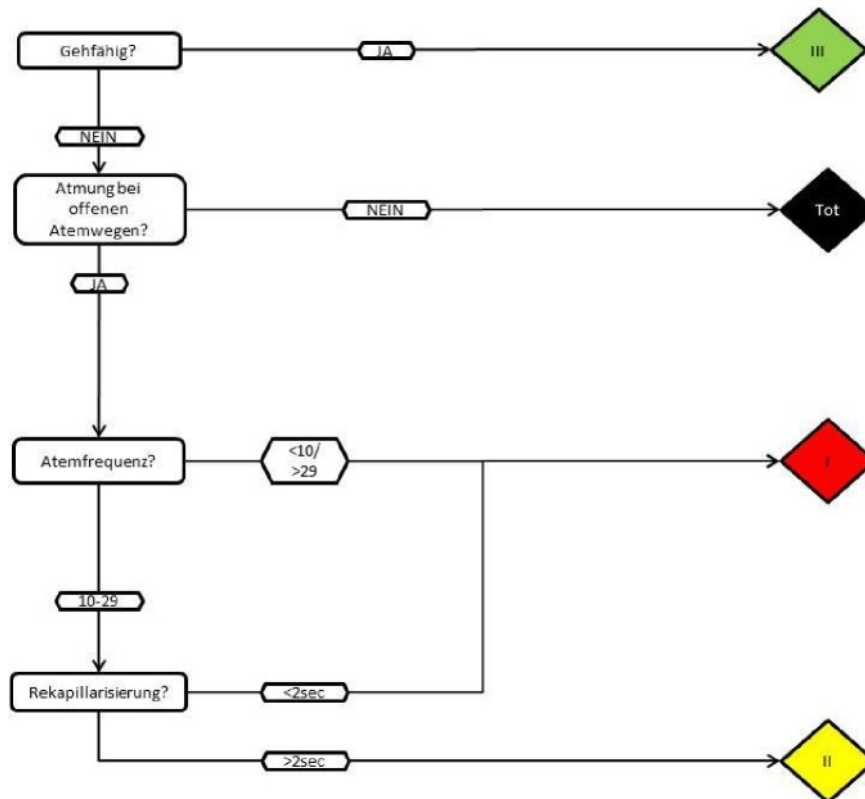 Gehfähig?
JA
III
NEIN
Atmung bei
offenen
Atemwegen?
NEIN
Tot
JA
Atemfrequenz?
<10/
>29
I
10-29
Rekapillarisierung?
<2sec
>2sec
II